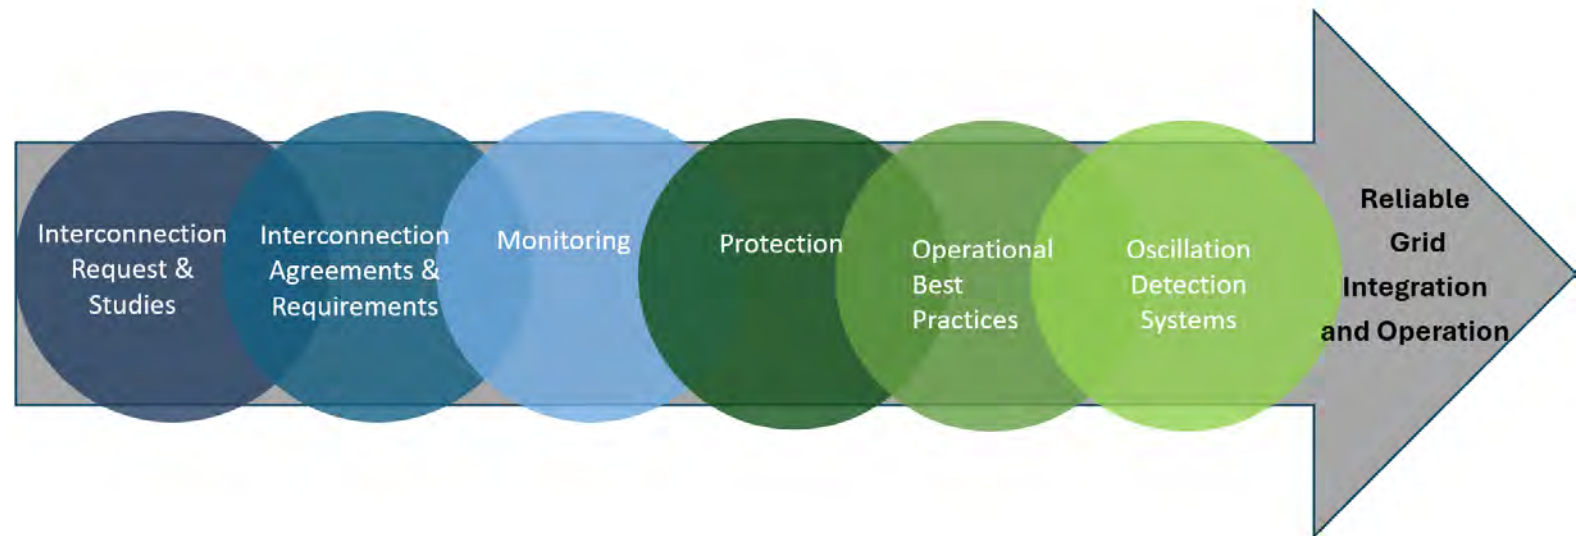 Interconnection
Request &
Studies
Interconnection
Agreements &
Requirements
Monitoring
Protection
Operational
Best
Practices
Oscillation
Detection
Systems
Reliable
Grid
Integration
and Operation